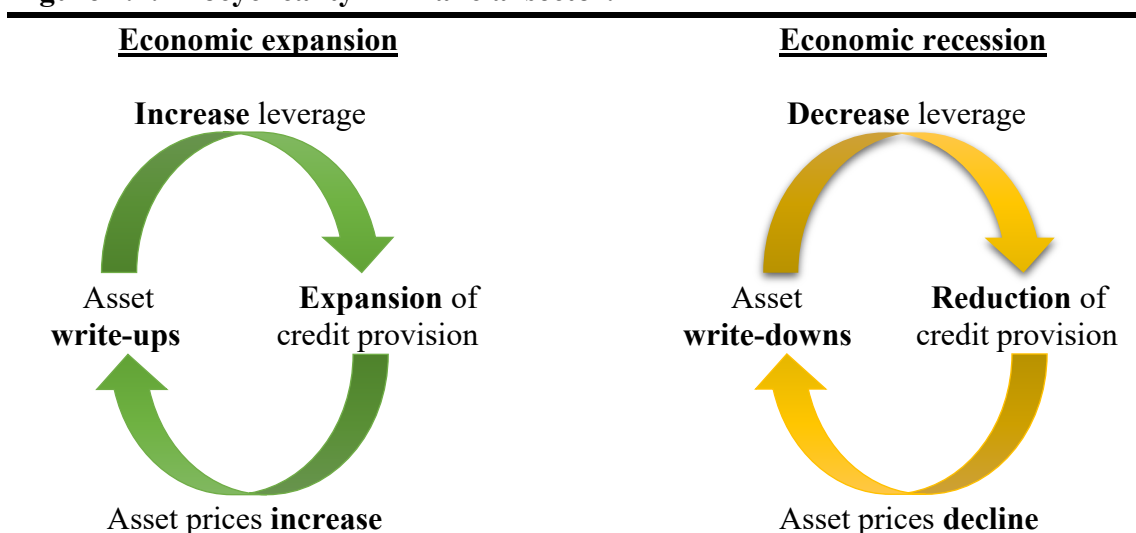 Economic expansion
Economic recession
Increase leverage
Decrease leverage
Asset
write-ups
Expansion of
credit provision
Asset
write-downs
Reduction of
credit provision
Asset prices increase
Asset prices decline